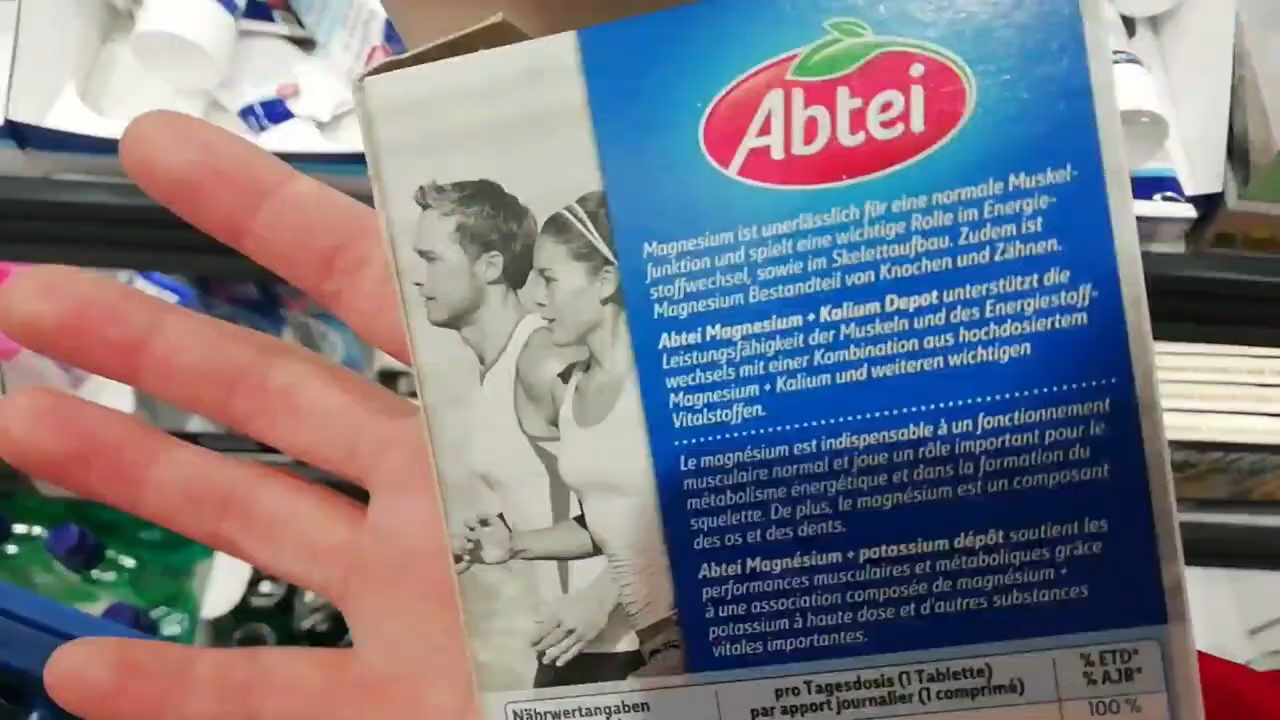 Abtei
Magnesium ist unerlässlich für eine normale Muskel-
funktion und spielt eine wichtige Rolle im Energie-
stoffwechsel, sowie im Skelettaufbau. Zudem ist
Magnesium Bestandteil von Knochen und Zähnen.
Abtei Magnesium + Kalium Depot unterstützt die
Leistungsfähigkeit der Muskeln und des Energiestoff-
wechsels mit einer Kombination aus hochdosiertem
Magnesium + Kalium und weiteren wichtigen
Vitalstoffen.
Le magnésium est indispensable à un fonctionnement
musculaire normal et joue un rôle important pour le
métabolisme énergétique et dans la formation du
squelette. De plus, le magnésium est un composant
des os et des dents.
Abtei Magnésium + potassium dépôt soutient les
performances musculaires et métaboliques grâce
à une association composée de magnésium +
potassium à haute dose et d'autres substances
vitales importantes.
Nährwertangaben
pro Tagesdosis (1 Tablette)
par apport journalier (1 comprimé)
% ETD*
% AJR*
100 %